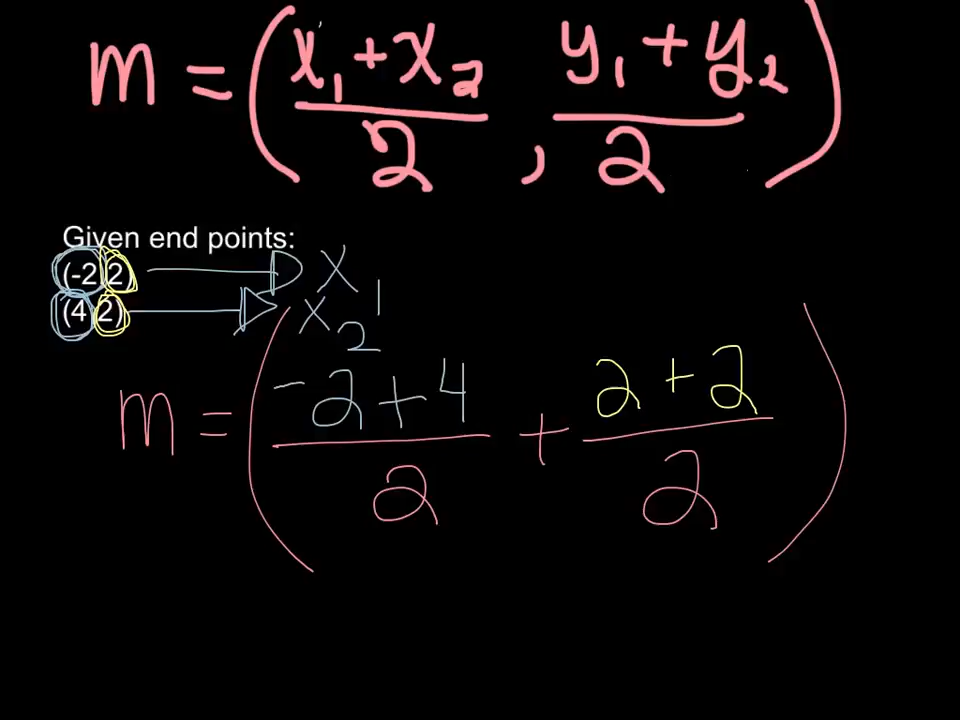 m = (x₁ + x₂ / 2 , y₁ + y₂ / 2)
Given end points:
(-2,2) → x₁
(4 2) → x₂
m = (-2 + 4 / 2 + 2 + 2 / 2)